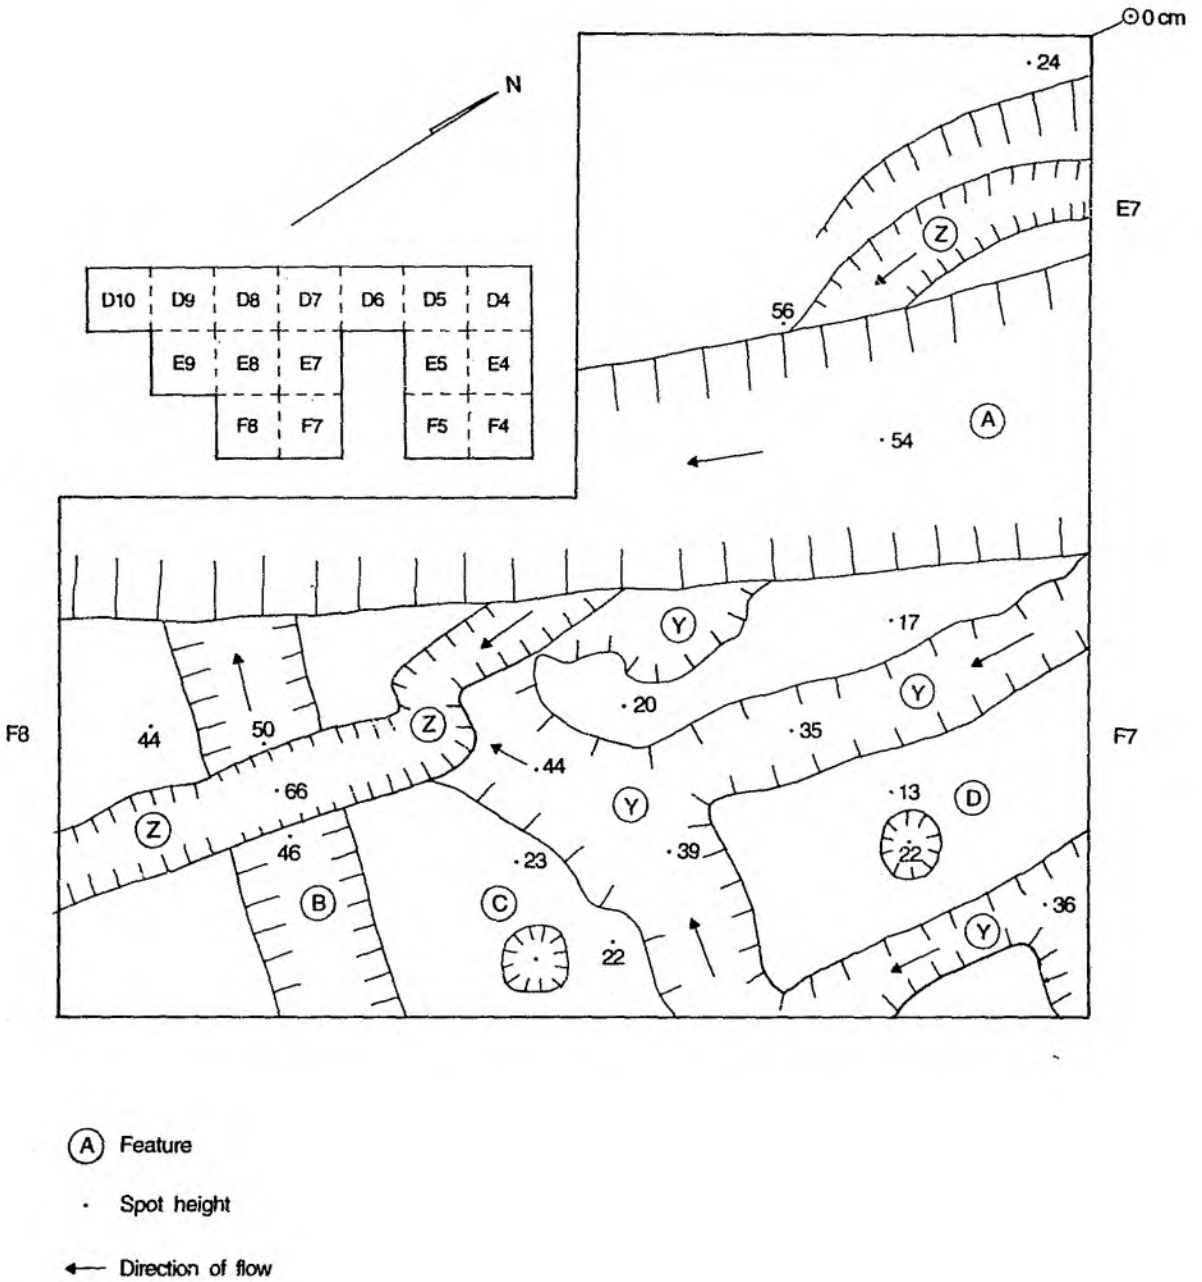 0 cm
24
N
E7
Z
D10 D9 D8 D7 D6 D5 D4
56
E9 E8 E7 E5 E4
A
F8 F7 F5 F4
54
Y
17
Y
20
Z
F8
44
50
35
F7
44
66
13
D
Y
Z
46
39
22
23
B
C
36
Y
22
A Feature
Spot height
Direction of flow